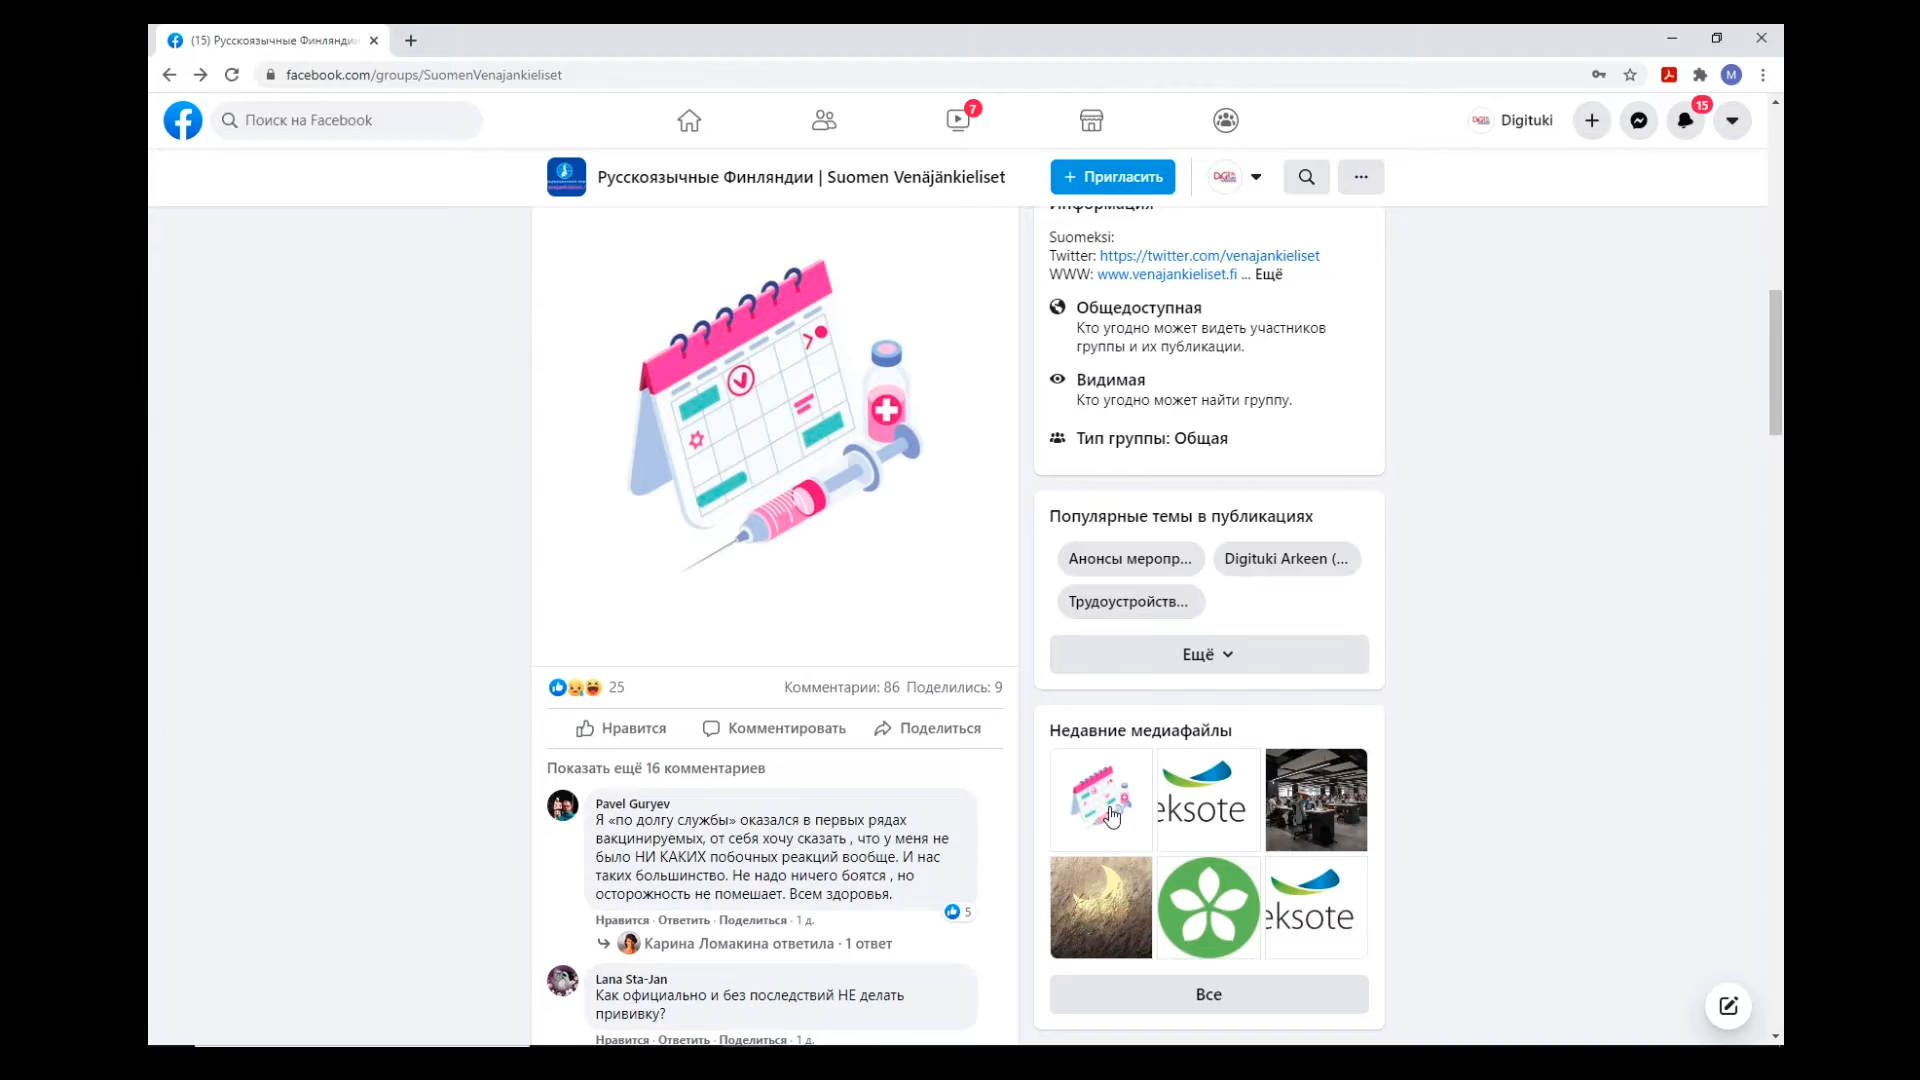 (15) Русскоязычные Финляндии
facebook.com/groups/SuomenVenajankieliset
M
Поиск на Facebook
7
Digituki
15
Русскоязычные Финляндии | Suomen Venäjänkieliset
+ Пригласить
Информация
Suomeksi:
Twitter: https://twitter.com/venajankieliset
WWW: www.venajankieliset.fi ... Ещё
Общедоступная
Кто угодно может видеть участников
группы и их публикации.
Видимая
Кто угодно может найти группу.
Тип группы: Общая
Популярные темы в публикациях
Анонсы меропр...
Digituki Arkeen (...
Трудоустройств...
Ещё
25
Комментарии: 86 Поделились: 9
Нравится
Комментировать
Поделиться
Показать ещё 16 комментариев
Pavel Guryev
Я «по долгу службы» оказался в первых рядах
вакцинируемых, от себя хочу сказать , что у меня не
было НИ КАКИХ побочных реакций вообще. И нас
таких большинство. Не надо ничего боятся , но
осторожность не помешает. Всем здоровья.
5
Нравится · Ответить · Поделиться · 1 д.
Карина Ломакина ответила · 1 ответ
Lana Sta-Jan
Как официально и без последствий НЕ делать
прививку?
Нравится · Ответить · Поделиться · 1 д.
Недавние медиафайлы
eksote
eksote
Все